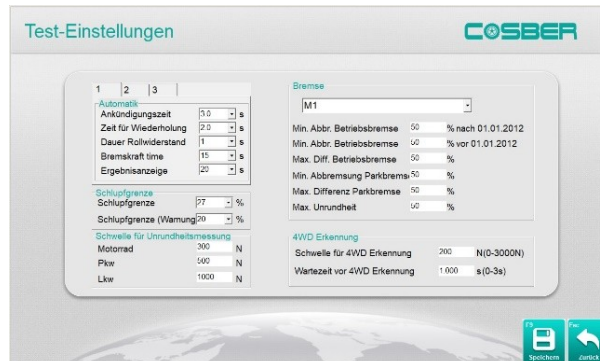 Test-Einstellungen
COSBER
1 2 3
Automatik
Ankündigungszeit 3.0 s
Zeit für Wiederholung 2.0 s
Dauer Rollwiderstand 1 s
Bremskraft time 15 s
Ergebnisanzeige 20 s
Schlupfgrenze
Schlupfgrenze 27 %
Schlupfgrenze (Warnung 20 %
Schwelle für Unrundheitsmessung
Motorrad 300 N
Pkw 500 N
Lkw 1000 N
Bremse
M1
Min. Abbr. Betriebsbremse 50 % nach 01.01.2012
Min. Abbr. Betriebsbremse 50 % vor 01.01.2012
Max. Diff. Betriebsbremse 50 %
Min. Abbremsung Parkbrems 50 %
Max. Differenz Parkbremse 50 %
Max. Unrundheit 50 %
4WD Erkennung
Schwelle für 4WD Erkennung 200 N(0-3000N)
Wartezeit vor 4WD Erkennung 1.000 s(0-3s)
F5 Esc
Speichern Zurück